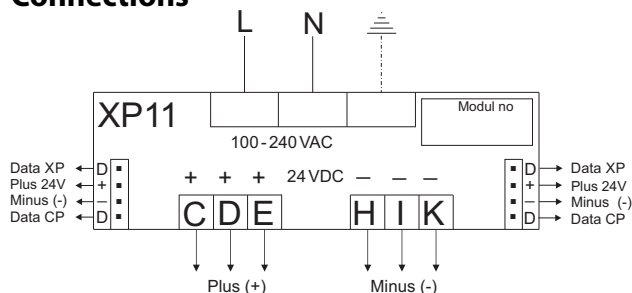 Connections
L N
XP11
Modul no
100-240 VAC
Data XP D D Data XP
Plus 24V + + Plus 24V
Minus (-) – – Minus (-)
Data CP D D Data CP
+ + + 24 VDC – – –
C D E H I K
Plus (+) Minus (-)